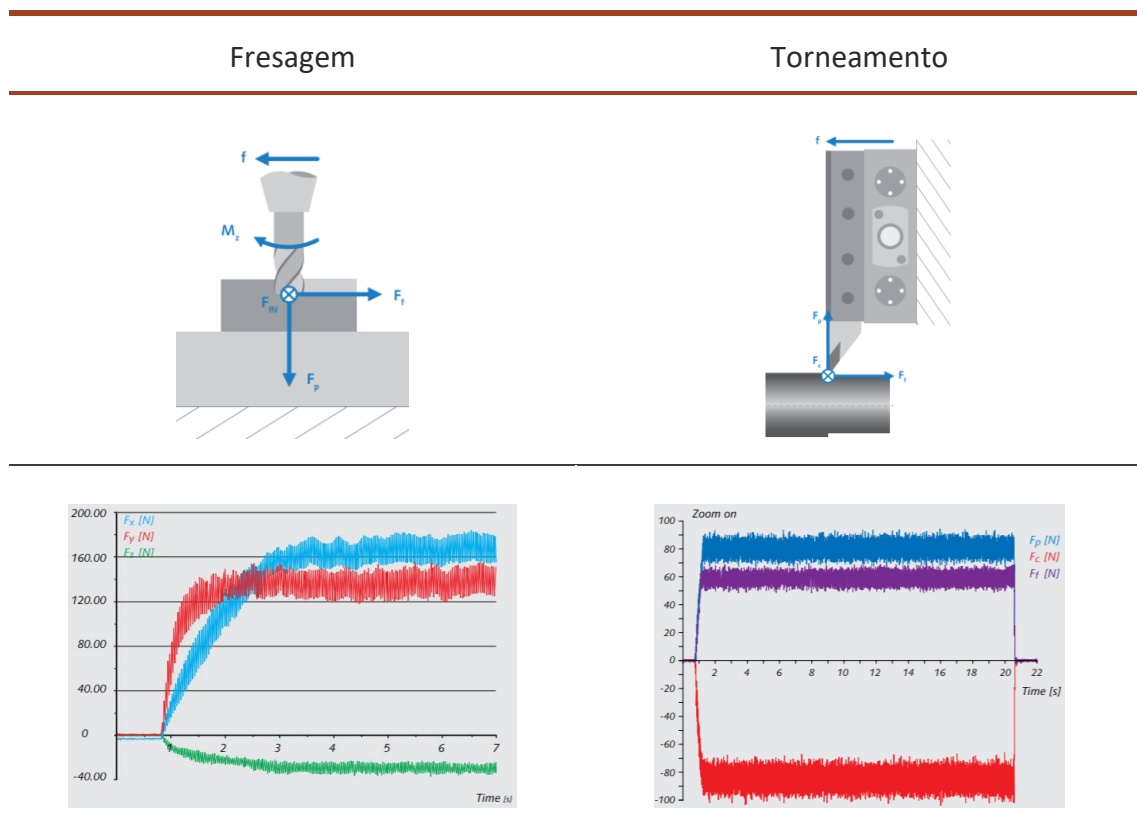 Fresagem
Torneamento
f
Mz
FfN
Ff
Fp
f
Fp
Fc
Ff
200.00
Fx [N]
Fy [N]
Fz [N]
160.00
120.00
80.00
40.00
0
-40.00
1 2 3 4 5 6 7
Time [s]
Zoom on
100
80
60
40
20
0
-20
-40
-60
-80
-100
Fp [N]
Fc [N]
Ff [N]
2 4 6 8 10 12 14 16 18 20 22
Time [s]